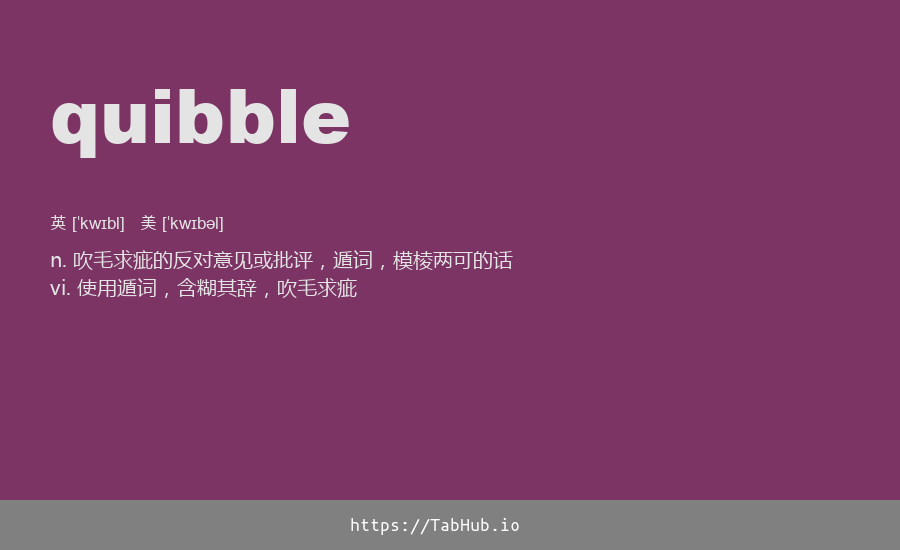 quibble
英 [ˈkwɪbl] 美 [ˈkwɪbəl]
n. 吹毛求疵的反对意见或批评，遁词，模棱两可的话
vi. 使用遁词，含糊其辞，吹毛求疵
https://TabHub.io